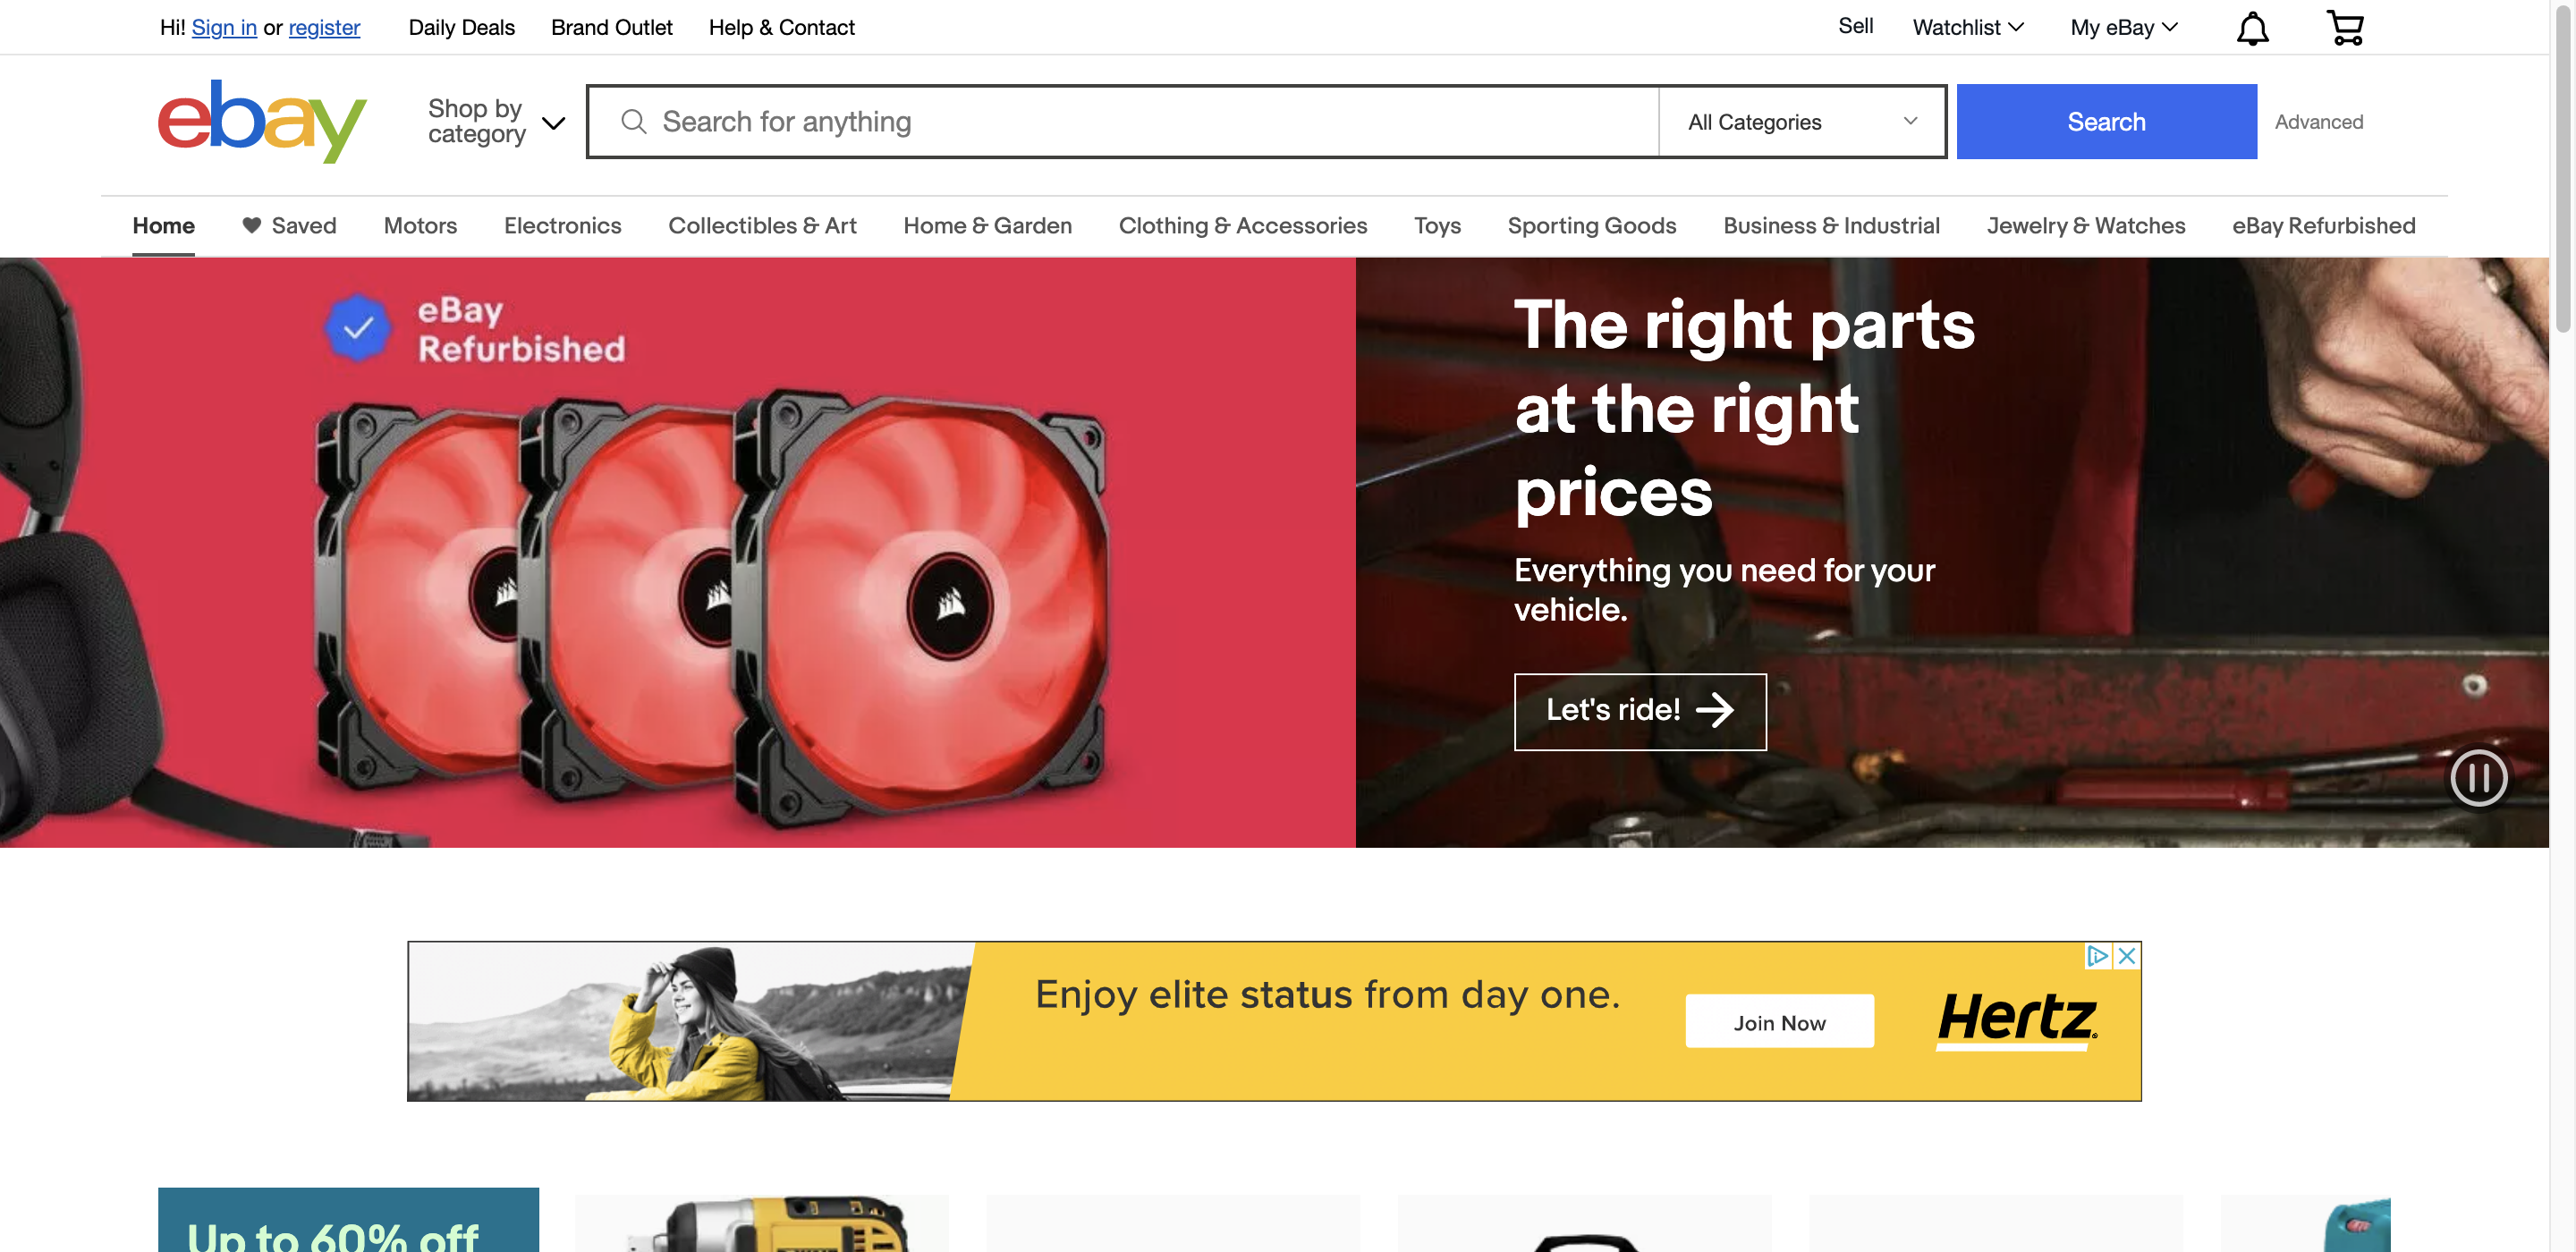 Hi! Sign in or register Daily Deals Brand Outlet Help & Contact Sell Watchlist My eBay
ebay
Shop by
category
Search for anything
All Categories
Search
Advanced
Home Saved Motors Electronics Collectibles & Art Home & Garden Clothing & Accessories Toys Sporting Goods Business & Industrial Jewelry & Watches eBay Refurbished
eBay
Refurbished
The right parts
at the right
prices
Everything you need for your
vehicle.
Let's ride!
Enjoy elite status from day one.
Join Now
Hertz
Up to 60% off